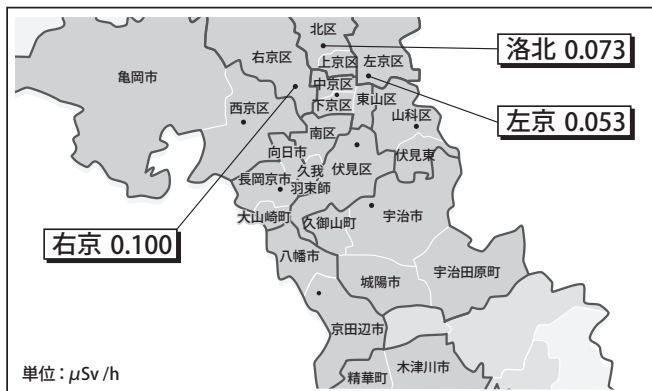 北区
洛北 0.073
右京区
上京区
左京区
亀岡市
中京区
東山区
下京区
西京区
山科区
左京 0.053
南区
向日市
伏見区
伏見東
久我
羽束師
長岡京市
大山崎町
久御山町
宇治市
右京 0.100
八幡市
城陽市
宇治田原町
京田辺市
木津川市
精華町
単位：μSv /h